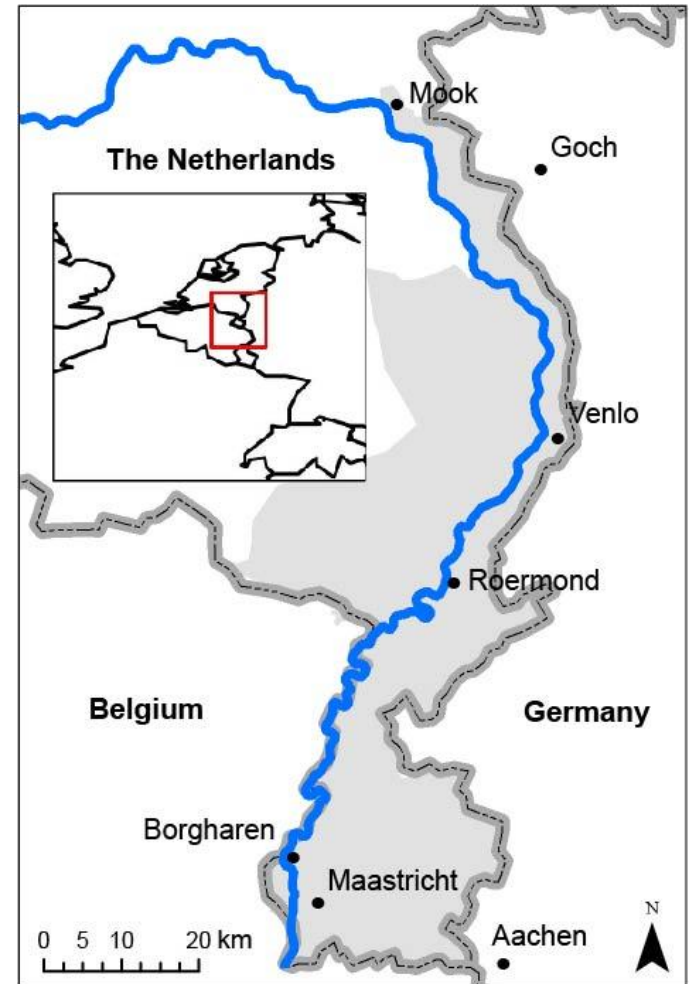 Mook
Goch
The Netherlands
Venlo
Roermond
Belgium
Germany
Borgharen
Maastricht
Aachen
N
0 5 10 20 km